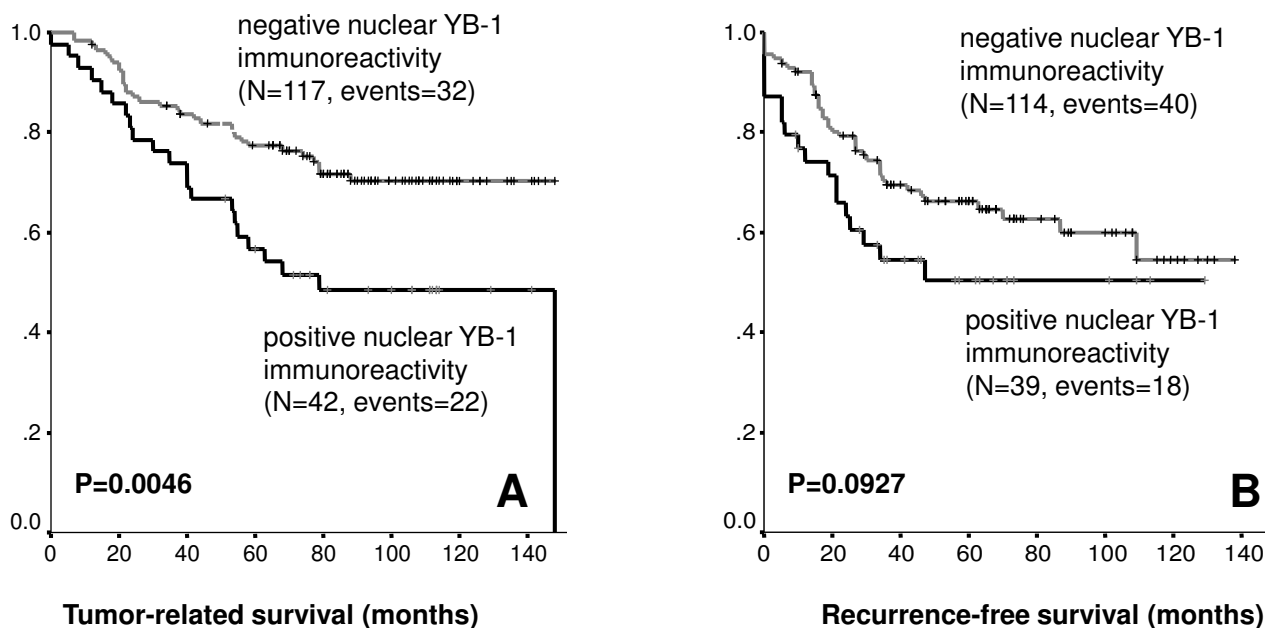 1.0
.8
.6
.4
.2
0.0
negative nuclear YB-1
immunoreactivity
(N=117, events=32)
positive nuclear YB-1
immunoreactivity
(N=42, events=22)
P=0.0046
A
0 20 40 60 80 100 120 140
Tumor-related survival (months)
1.0
.8
.6
.4
.2
0.0
negative nuclear YB-1
immunoreactivity
(N=114, events=40)
positive nuclear YB-1
immunoreactivity
(N=39, events=18)
P=0.0927
B
0 20 40 60 80 100 120 140
Recurrence-free survival (months)